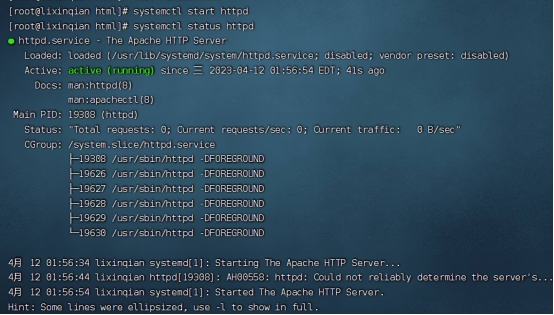 [root@lixinqian html]# systemctl start httpd
[root@lixinqian html]# systemctl status httpd
● httpd.service - The Apache HTTP Server
   Loaded: loaded (/usr/lib/systemd/system/httpd.service; disabled; vendor preset: disabled)
   Active: active (running) since 三 2023-04-12 01:56:54 EDT; 41s ago
     Docs: man:httpd(8)
           man:apachectl(8)
 Main PID: 19308 (httpd)
   Status: "Total requests: 0; Current requests/sec: 0; Current traffic:   0 B/sec"
   CGroup: /system.slice/httpd.service
           ├─19308 /usr/sbin/httpd -DFOREGROUND
           ├─19626 /usr/sbin/httpd -DFOREGROUND
           ├─19627 /usr/sbin/httpd -DFOREGROUND
           ├─19628 /usr/sbin/httpd -DFOREGROUND
           ├─19629 /usr/sbin/httpd -DFOREGROUND
           └─19630 /usr/sbin/httpd -DFOREGROUND
4月 12 01:56:34 lixinqian systemd[1]: Starting The Apache HTTP Server...
4月 12 01:56:44 lixinqian httpd[19308]: AH00558: httpd: Could not reliably determine the server's...
4月 12 01:56:54 lixinqian systemd[1]: Started The Apache HTTP Server.
Hint: Some lines were ellipsized, use -l to show in full.